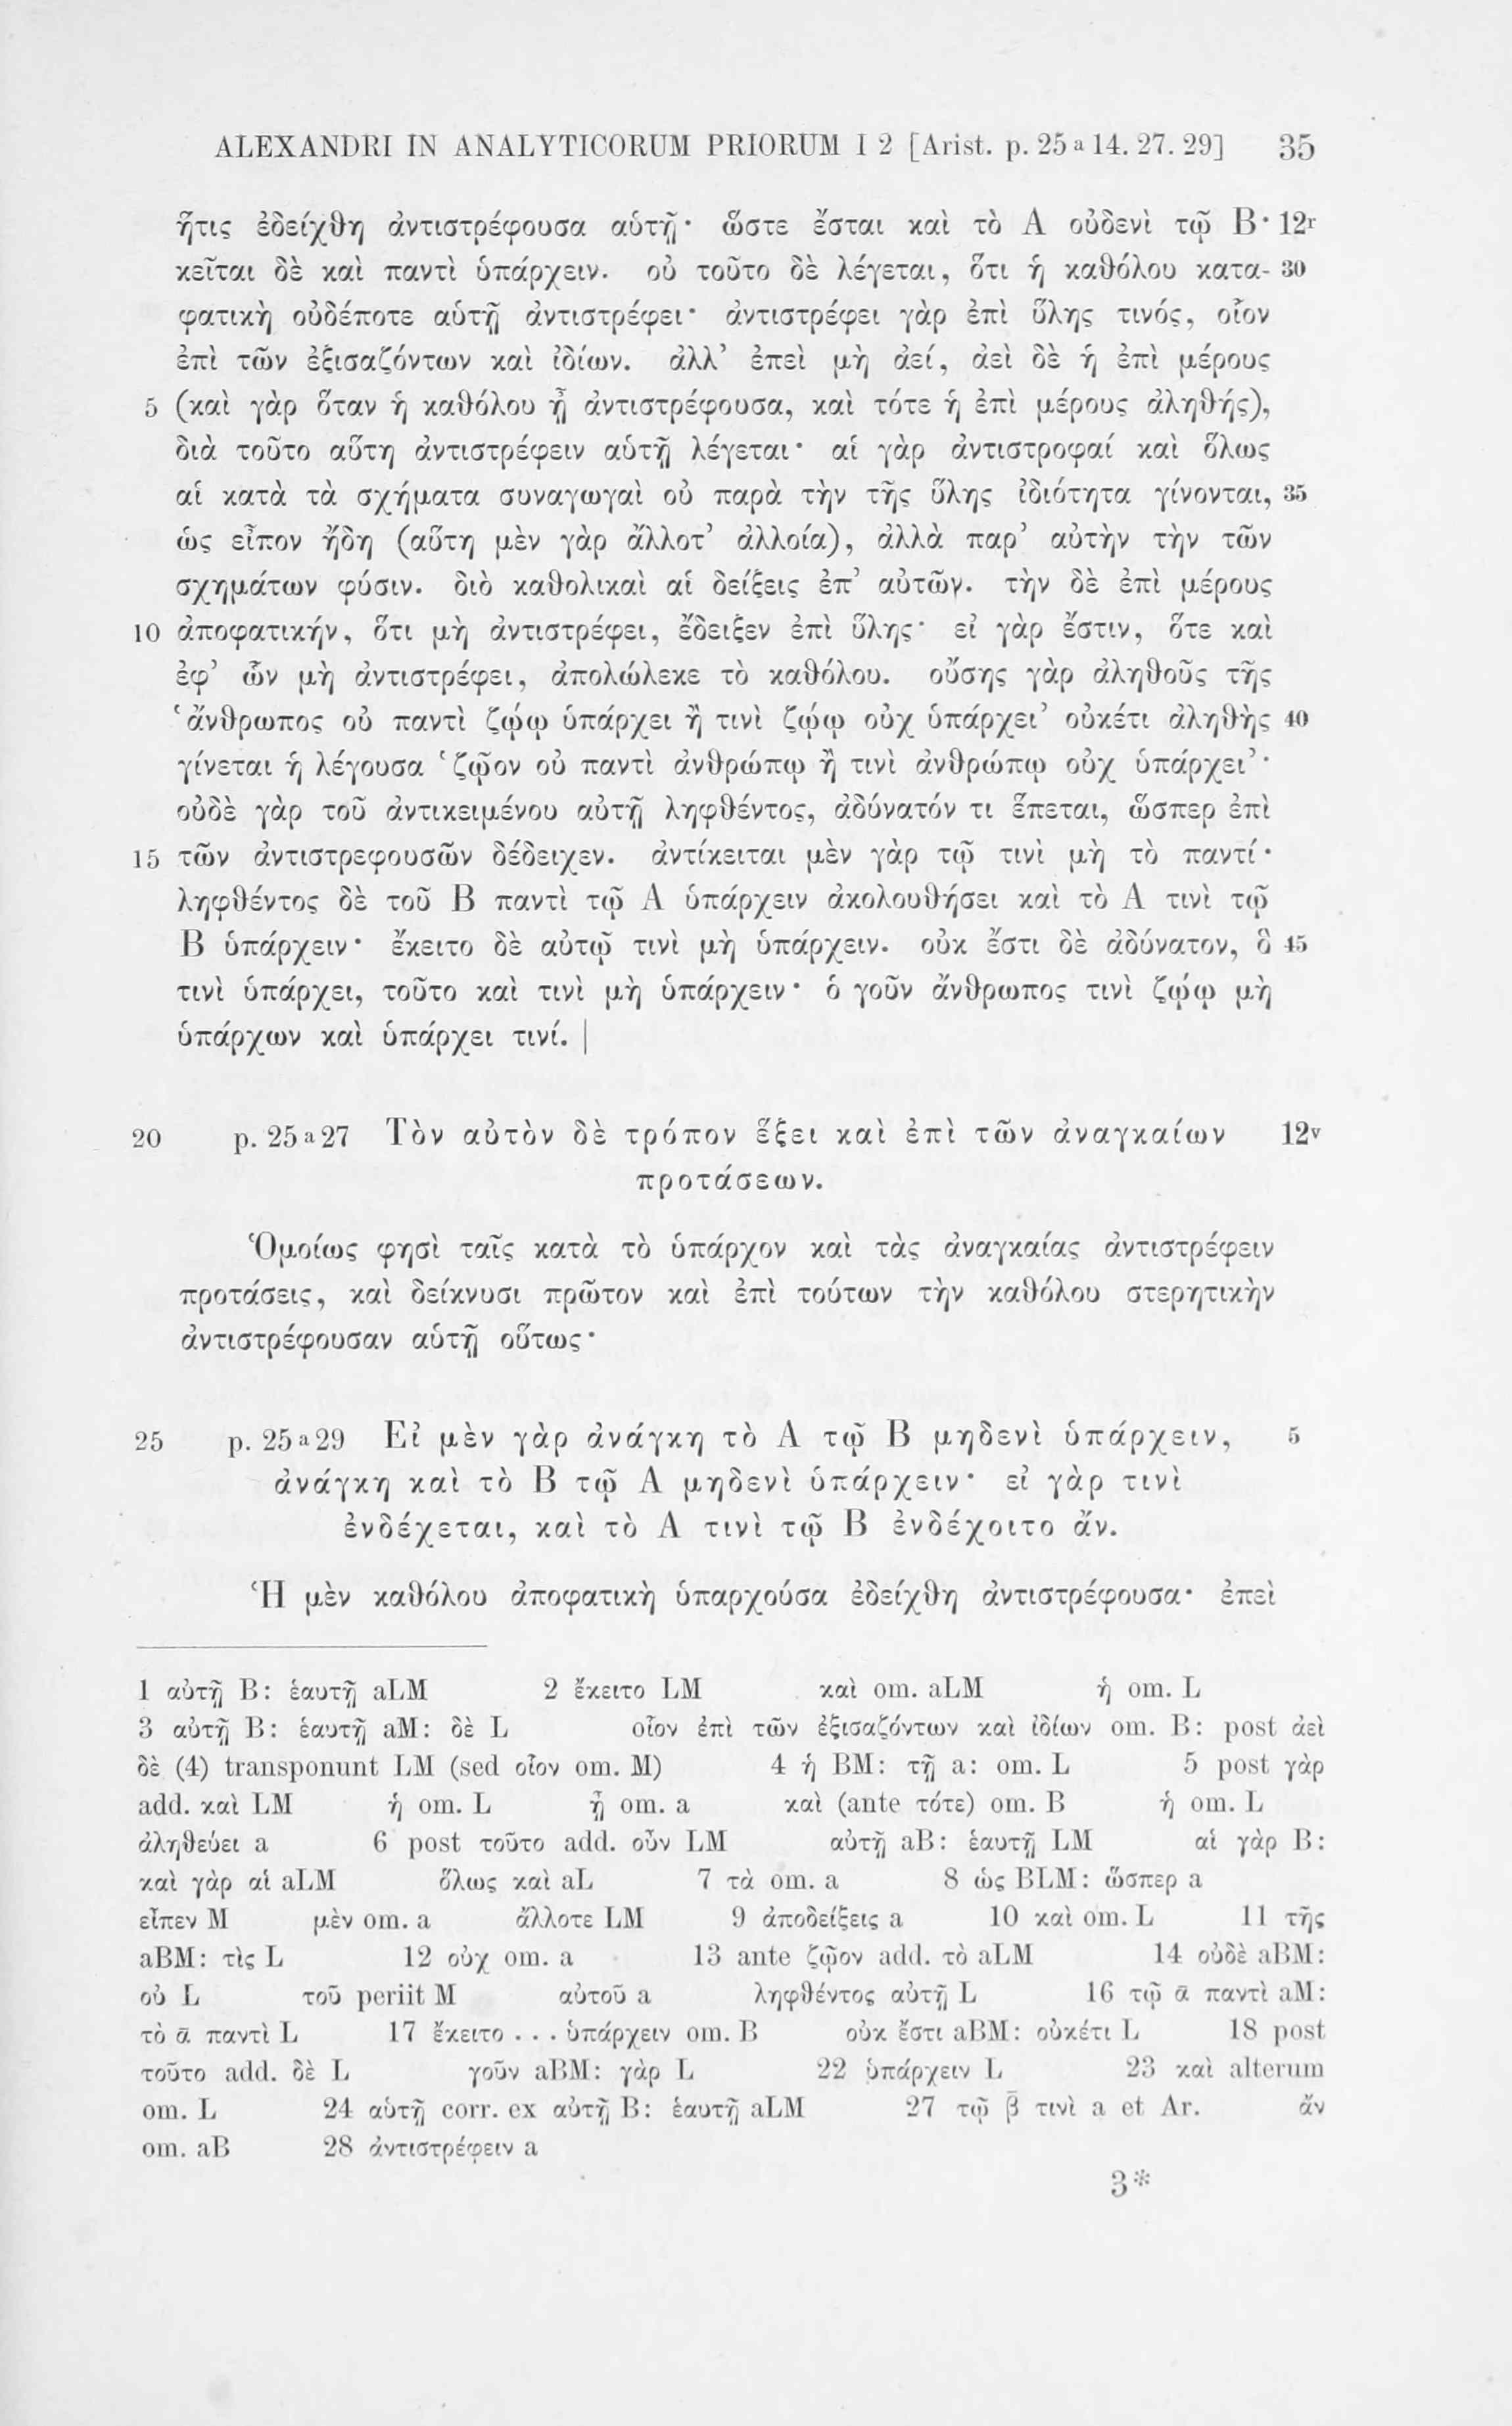 ALEXANDRI IN ANALYTICORUM PRIORUM I 2 [Arist. p. 25 a 14. 27. 29] 35
ἥτις ἐδείχθη ἀντιστρέφουσα αὑτῇ· ὥστε ἔσται καὶ τὸ Α οὐδενὶ τῷ Β· 12r
κεῖται δὲ καὶ παντὶ ὑπάρχειν. οὐ τοῦτο δὲ λέγεται, ὅτι ἡ καθόλου κατα- 30
φατικὴ οὐδέποτε αὑτῇ ἀντιστρέφει· ἀντιστρέφει γὰρ ἐπὶ ὕλης τινός, οἷον
ἐπὶ τῶν ἐξισαζόντων καὶ ἰδίων. ἀλλ’ ἐπεὶ μὴ ἀεί, ἀεὶ δὲ ἡ ἐπὶ μέρους
5 (καὶ γὰρ ὅταν ἡ καθόλου ᾖ ἀντιστρέφουσα, καὶ τότε ἡ ἐπὶ μέρους ἀληθής),
διὰ τοῦτο αὕτη ἀντιστρέφειν αὑτῇ λέγεται· αἱ γὰρ ἀντιστροφαί καὶ ὅλως
αἱ κατὰ τὰ σχήματα συναγωγαὶ οὐ παρὰ τὴν τῆς ὕλης ἰδιότητα γίνονται, 35
ὡς εἶπον ἤδη (αὕτη μὲν γὰρ ἄλλοτ’ ἀλλοία), ἀλλὰ παρ’ αὐτὴν τὴν τῶν
σχημάτων φύσιν. διὸ καθολικαὶ αἱ δείξεις ἐπ’ αὐτῶν. τὴν δὲ ἐπὶ μέρους
10 ἀποφατικήν, ὅτι μὴ ἀντιστρέφει, ἔδειξεν ἐπὶ ὕλης· εἰ γὰρ ἔστιν, ὅτε καὶ
ἐφ’ ὧν μὴ ἀντιστρέφει, ἀπολώλεκε τὸ καθόλου. οὔσης γὰρ ἀληθοῦς τῆς
‘ἄνθρωπος οὐ παντὶ ζῴῳ ὑπάρχει ἢ τινὶ ζῴῳ οὐχ ὑπάρχει’ οὐκέτι ἀληθὴς 40
γίνεται ἡ λέγουσα ‘ζῷον οὐ παντὶ ἀνθρώπῳ ἢ τινὶ ἀνθρώπῳ οὐχ ὑπάρχει’·
οὐδὲ γὰρ τοῦ ἀντικειμένου αὐτῇ ληφθέντος, ἀδύνατόν τι ἕπεται, ὥσπερ ἐπὶ
15 τῶν ἀντιστρεφουσῶν δέδειχεν. ἀντίκειται μὲν γὰρ τῷ τινὶ μὴ τὸ παντί·
ληφθέντος δὲ τοῦ Β παντὶ τῷ Α ὑπάρχειν ἀκολουθήσει καὶ τὸ Α τινὶ τῷ
Β ὑπάρχειν· ἔκειτο δὲ αὐτῷ τινὶ μὴ ὑπάρχειν. οὐκ ἔστι δὲ ἀδύνατον, ὃ 45
τινὶ ὑπάρχει, τοῦτο καὶ τινὶ μὴ ὑπάρχειν· ὁ γοῦν ἄνθρωπος τινὶ ζῴῳ μὴ
ὑπάρχων καὶ ὑπάρχει τινί. |
20 p. 25 a 27 Τὸν αὐτὸν δὲ τρόπον ἕξει καὶ ἐπὶ τῶν ἀναγκαίων 12v
προτάσεων.
Ὁμοίως φησὶ ταῖς κατὰ τὸ ὑπάρχον καὶ τὰς ἀναγκαίας ἀντιστρέφειν
προτάσεις, καὶ δείκνυσι πρῶτον καὶ ἐπὶ τούτων τὴν καθόλου στερητικὴν
ἀντιστρέφουσαν αὑτῇ οὕτως·
25 p. 25 a 29 Εἰ μὲν γὰρ ἀνάγκη τὸ Α τῷ Β μηδενὶ ὑπάρχειν, 5
ἀνάγκη καὶ τὸ Β τῷ Α μηδενὶ ὑπάρχειν· εἰ γὰρ τινὶ
ἐνδέχεται, καὶ τὸ Α τινὶ τῷ Β ἐνδέχοιτο ἄν.
Ἡ μὲν καθόλου ἀποφατικὴ ὑπαρχούσα ἐδείχθη ἀντιστρέφουσα· ἐπεὶ
1 αὑτῇ B: ἑαυτῇ aLM 2 ἔκειτο LM καὶ om. aLM ἡ om. L
3 αὑτῇ B: ἑαυτῇ aM: δὲ L οἷον ἐπὶ τῶν ἐξισαζόντων καὶ ἰδίων om. B: post ἀεὶ
δὲ (4) transponunt LM (sed οἷον om. M) 4 ἡ BM: τῇ a: om. L 5 post γὰρ
add. καὶ LM ἡ om. L ᾖ om. a καὶ (ante τότε) om. B ἡ om. L
ἀληθεύει a 6 post τοῦτο add. οὖν LM αὐτῇ aB: ἑαυτῇ LM αἱ γὰρ B:
καὶ γὰρ αἱ aLM ὅλως καὶ aL 7 τὰ om. a 8 ὡς BLM: ὥσπερ a
εἶπεν M μὲν om. a ἄλλοτε LM 9 ἀποδείξεις a 10 καὶ om. L 11 τῆς
aBM: τὶς L 12 οὐχ om. a 13 ante ζῷον add. τὸ aLM 14 οὐδὲ aBM:
οὐ L τοῦ periit M αὐτοῦ a ληφθέντος αὐτῇ L 16 τῷ ᾱ παντὶ aM:
τὸ ᾱ παντὶ L 17 ἔκειτο . . . ὑπάρχειν om. B οὐκ ἔστι aBM: οὐκέτι L 18 post
τοῦτο add. δὲ L γοῦν aBM: γὰρ L 22 ὑπάρχειν L 23 καὶ alterum
om. L 24 αὑτῇ corr. ex αὐτῇ B: ἑαυτῇ aLM 27 τῷ β̄ τινὶ a et Ar. ἄν
om. aB 28 ἀντιστρέφειν a
3*